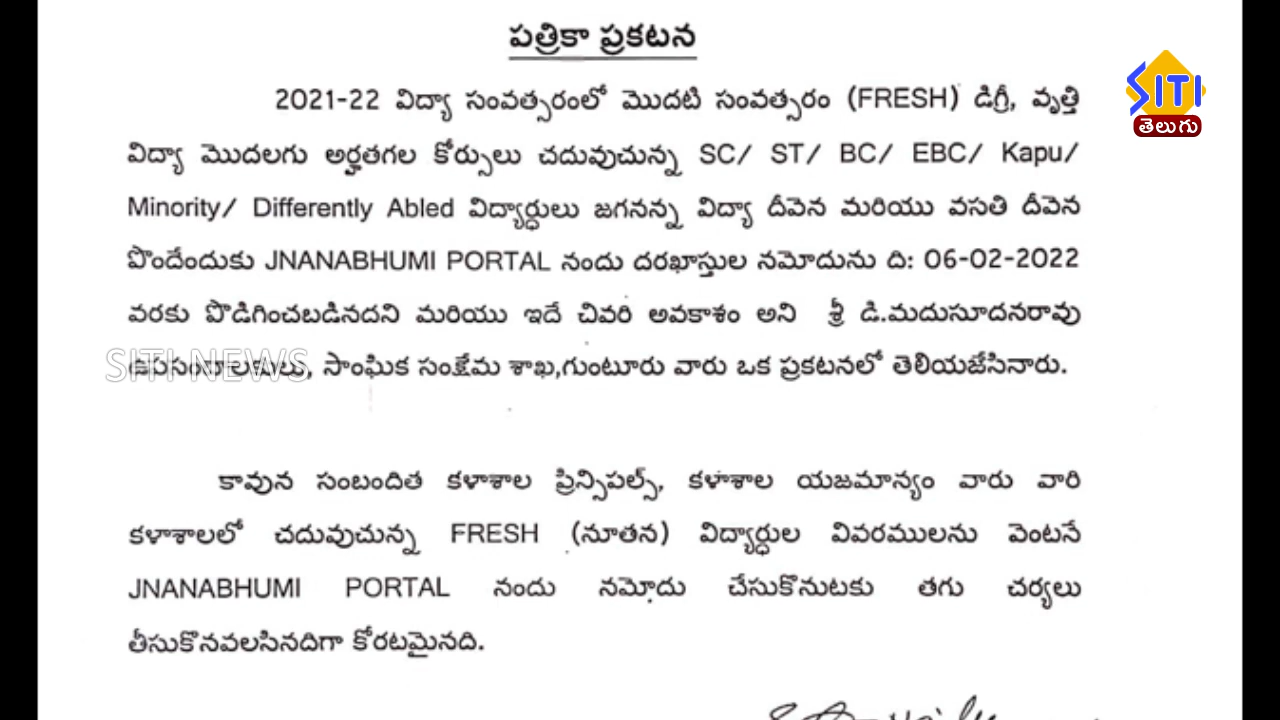 పత్రికా ప్రకటన
2021-22 విద్యా సంవత్సరంలో మొదటి సంవత్సరం (FRESH) డిగ్రీ, వృత్తి
విద్యా మొదలగు అర్హతగల కోర్సులు చదువుచున్న SC/ ST/ BC/ EBC/ Kapu/
Minority/ Differently Abled విద్యార్ధులు జగనన్న విద్యా దీవెన మరియు వసతి దీవెన
పొందేందుకు JNANABHUMI PORTAL నందు దరఖాస్తుల నమోదును ది: 06-02-2022
వరకు పొడిగించబడినదని మరియు ఇదే చివరి అవకాశం అని శ్రీ డి.మదుసూదనరావు
ఉపసంచాలకులు, సాంఘిక సంక్షేమ శాఖ,గుంటూరు వారు ఒక ప్రకటనలో తెలియజేసినారు.
కావున సంబందిత కళాశాల ప్రిన్సిపల్స్, కళాశాల యజమాన్యం వారు వారి
కళాశాలలో చదువుచున్న FRESH (నూతన) విద్యార్ధుల వివరములను వెంటనే
JNANABHUMI PORTAL నందు నమోదు చేసుకొనుటకు తగు చర్యలు
తీసుకొనవలసినదిగా కోరటమైనది.
SITI
తెలుగు
SITI NEWS